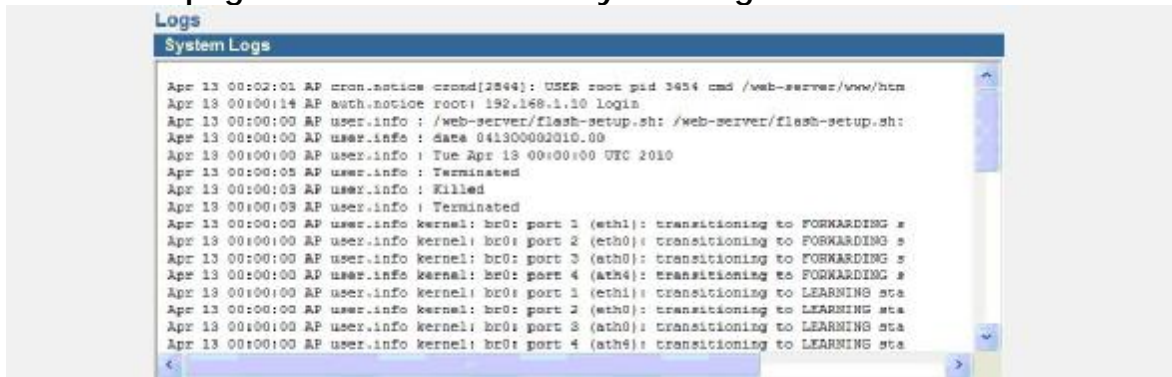 Logs
System Logs
Apr 13 00:02:01 AP cron.notice crond[2844]: USER root pid 3454 cmd /web-server/www/htm
Apr 13 00:00:14 AP auth.notice root: 192.168.1.10 login
Apr 13 00:00:00 AP user.info : /web-server/flash-setup.sh: /web-server/flash-setup.sh:
Apr 13 00:00:00 AP user.info : date 041300002010.00
Apr 13 00:00:00 AP user.info : Tue Apr 13 00:00:00 UTC 2010
Apr 13 00:00:05 AP user.info : Terminated
Apr 13 00:00:03 AP user.info : Killed
Apr 13 00:00:03 AP user.info : Terminated
Apr 13 00:00:00 AP user.info kernel: br0: port 1 (eth1): transitioning to FORWARDING s
Apr 13 00:00:00 AP user.info kernel: br0: port 2 (eth0): transitioning to FORWARDING s
Apr 13 00:00:00 AP user.info kernel: br0: port 3 (ath0): transitioning to FORWARDING s
Apr 13 00:00:00 AP user.info kernel: br0: port 4 (ath4): transitioning to FORWARDING s
Apr 13 00:00:00 AP user.info kernel: br0: port 1 (eth1): transitioning to LEARNING sta
Apr 13 00:00:00 AP user.info kernel: br0: port 2 (eth0): transitioning to LEARNING sta
Apr 13 00:00:00 AP user.info kernel: br0: port 3 (ath0): transitioning to LEARNING sta
Apr 13 00:00:00 AP user.info kernel: br0: port 4 (ath4): transitioning to LEARNING sta